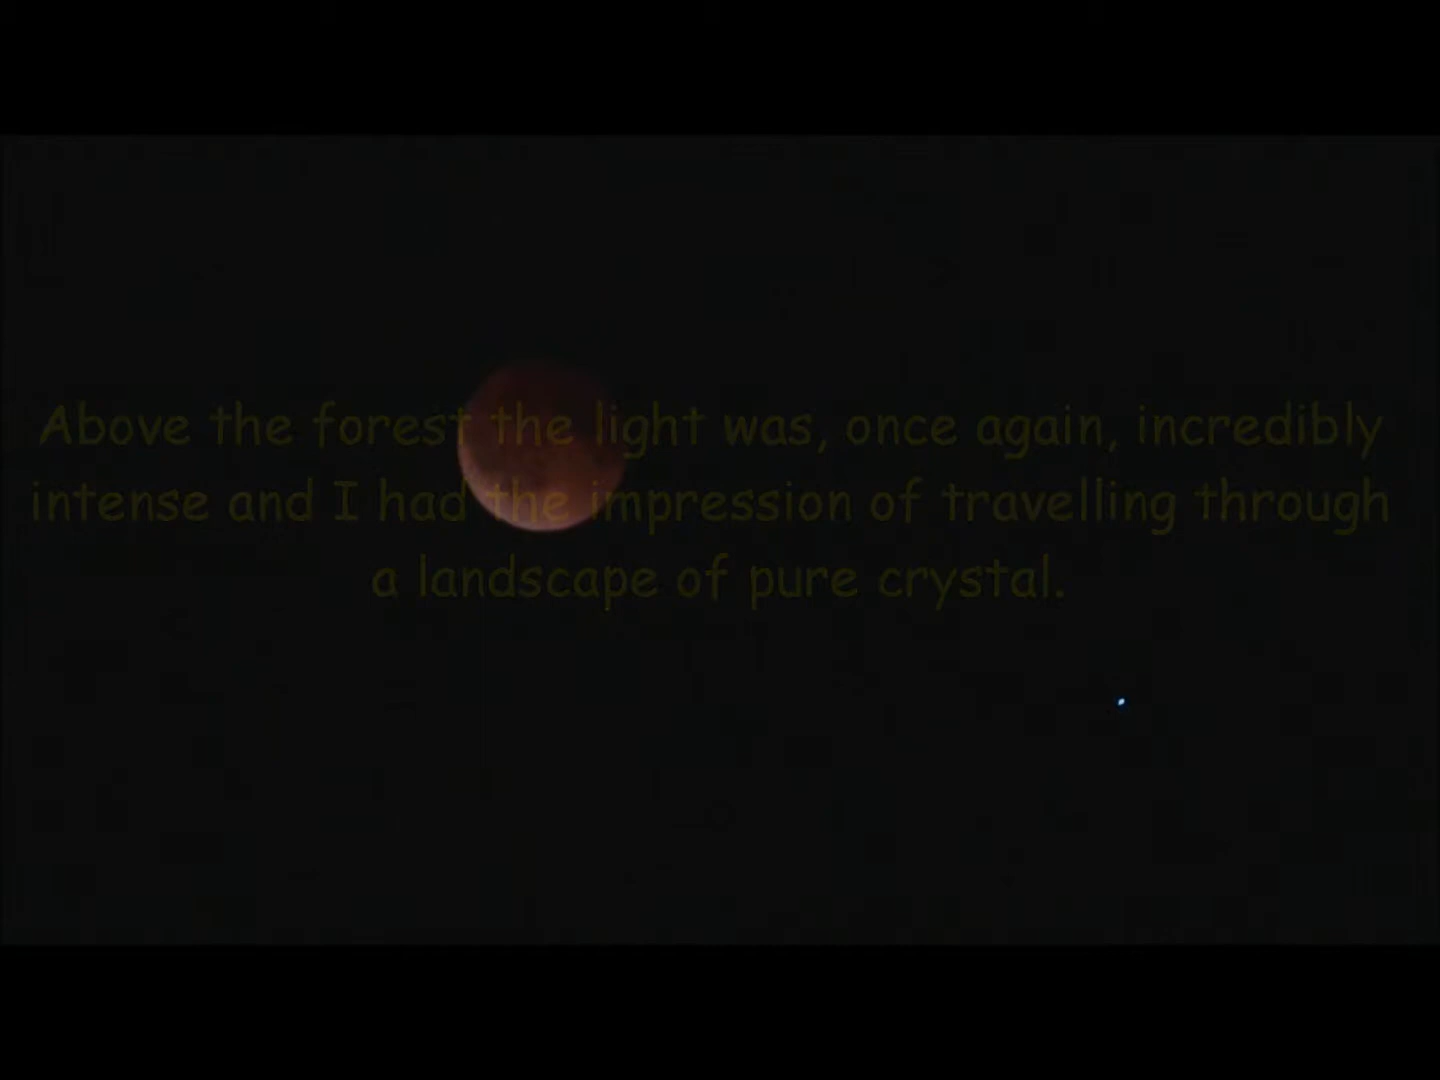 Above the forest the light was, once again, incredibly
intense and I had the impression of travelling through
a landscape of pure crystal.